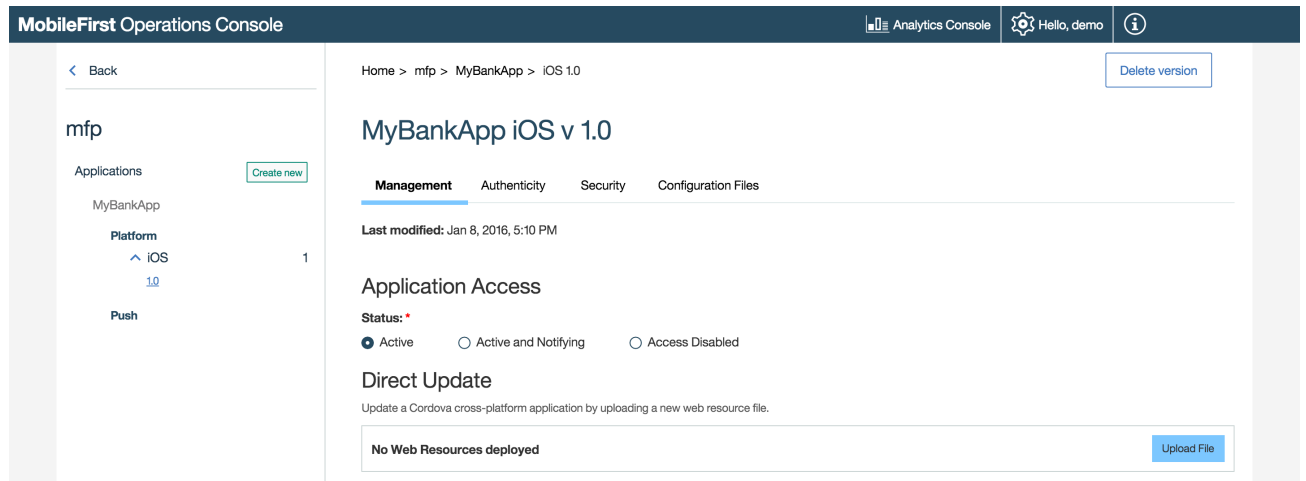 MobileFirst Operations Console
Analytics Console
Hello, demo
Back
mfp
Applications
Create new
MyBankApp
Platform
iOS
1
1.0
Push
Home > mfp > MyBankApp > iOS 1.0
Delete version
MyBankApp iOS v 1.0
Management Authenticity Security Configuration Files
Last modified: Jan 8, 2016, 5:10 PM
Application Access
Status: *
Active Active and Notifying Access Disabled
Direct Update
Update a Cordova cross-platform application by uploading a new web resource file.
No Web Resources deployed
Upload File